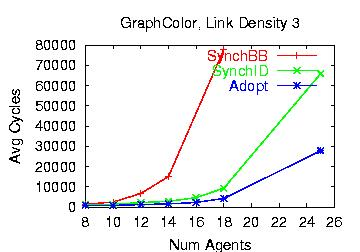 GraphColor, Link Density 3
80000
70000
60000
50000
40000
30000
20000
10000
0
Avg Cycles
SynchBB
SynchID
Adopt
8 10 12 14 16 18 20 22 24 26
Num Agents